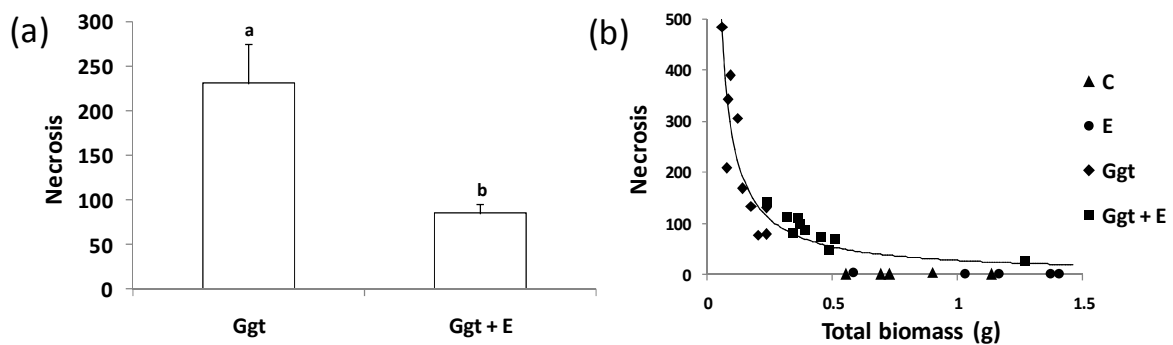 (a)
Necrosis
300
250
200
150
100
50
0
a
b
Ggt
Ggt + E
(b)
Necrosis
500
400
300
200
100
0
0
0.5
1
1.5
Total biomass (g)
C
E
Ggt
Ggt + E